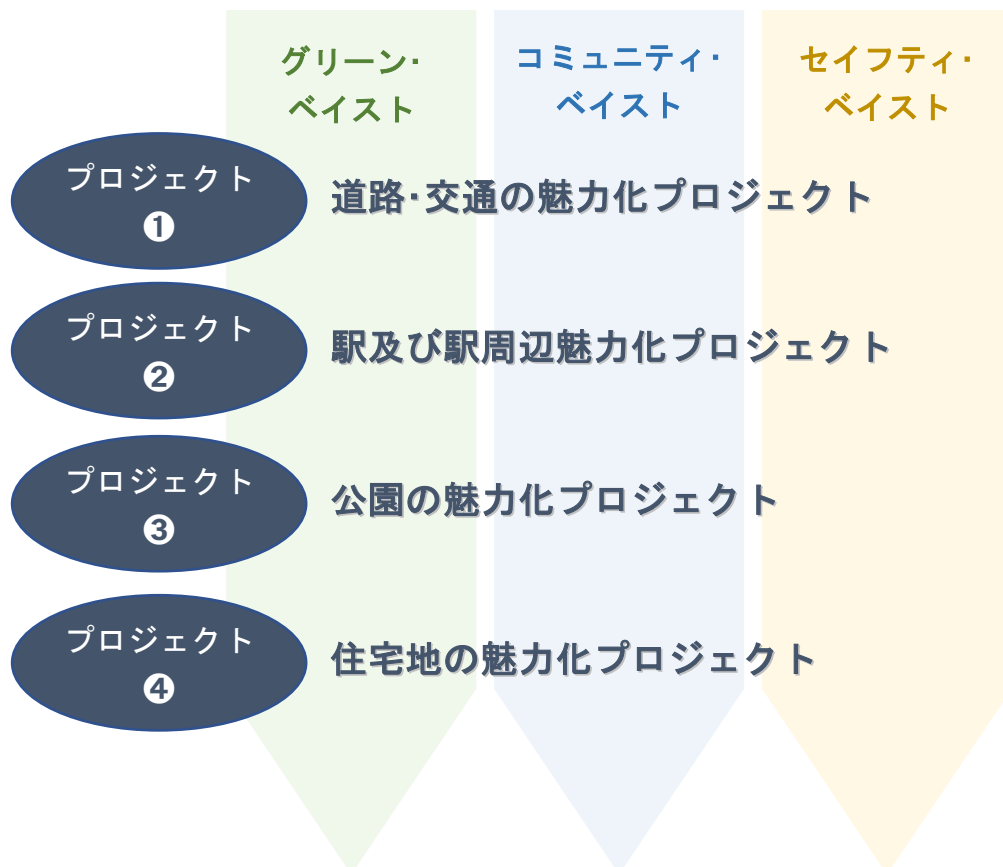 グリーン・
ベイスト
コミュニティ・
ベイスト
セイフティ・
ベイスト
プロジェクト
❶
道路・交通の魅力化プロジェクト
プロジェクト
❷
駅及び駅周辺魅力化プロジェクト
プロジェクト
❸
公園の魅力化プロジェクト
プロジェクト
❹
住宅地の魅力化プロジェクト